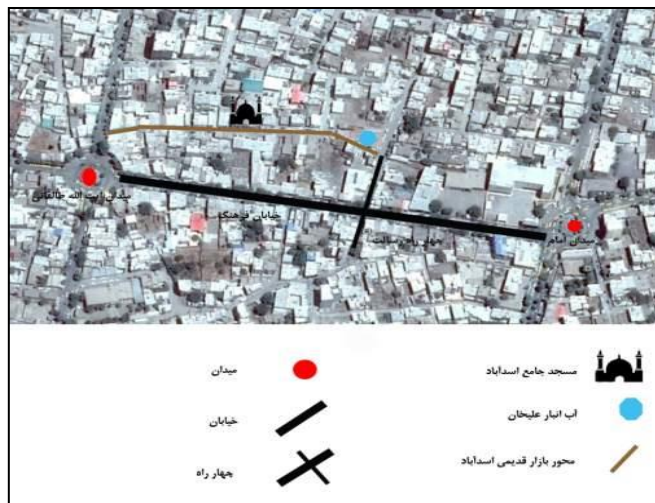 میدان آیت الله طالقانی
خیابان فرهنگ
چهار راه رسالت
میدان امام
مسجد جامع اسدآباد
میدان
آب انبار علیخان
خیابان
محور بازار قدیمی اسدآباد
چهار راه